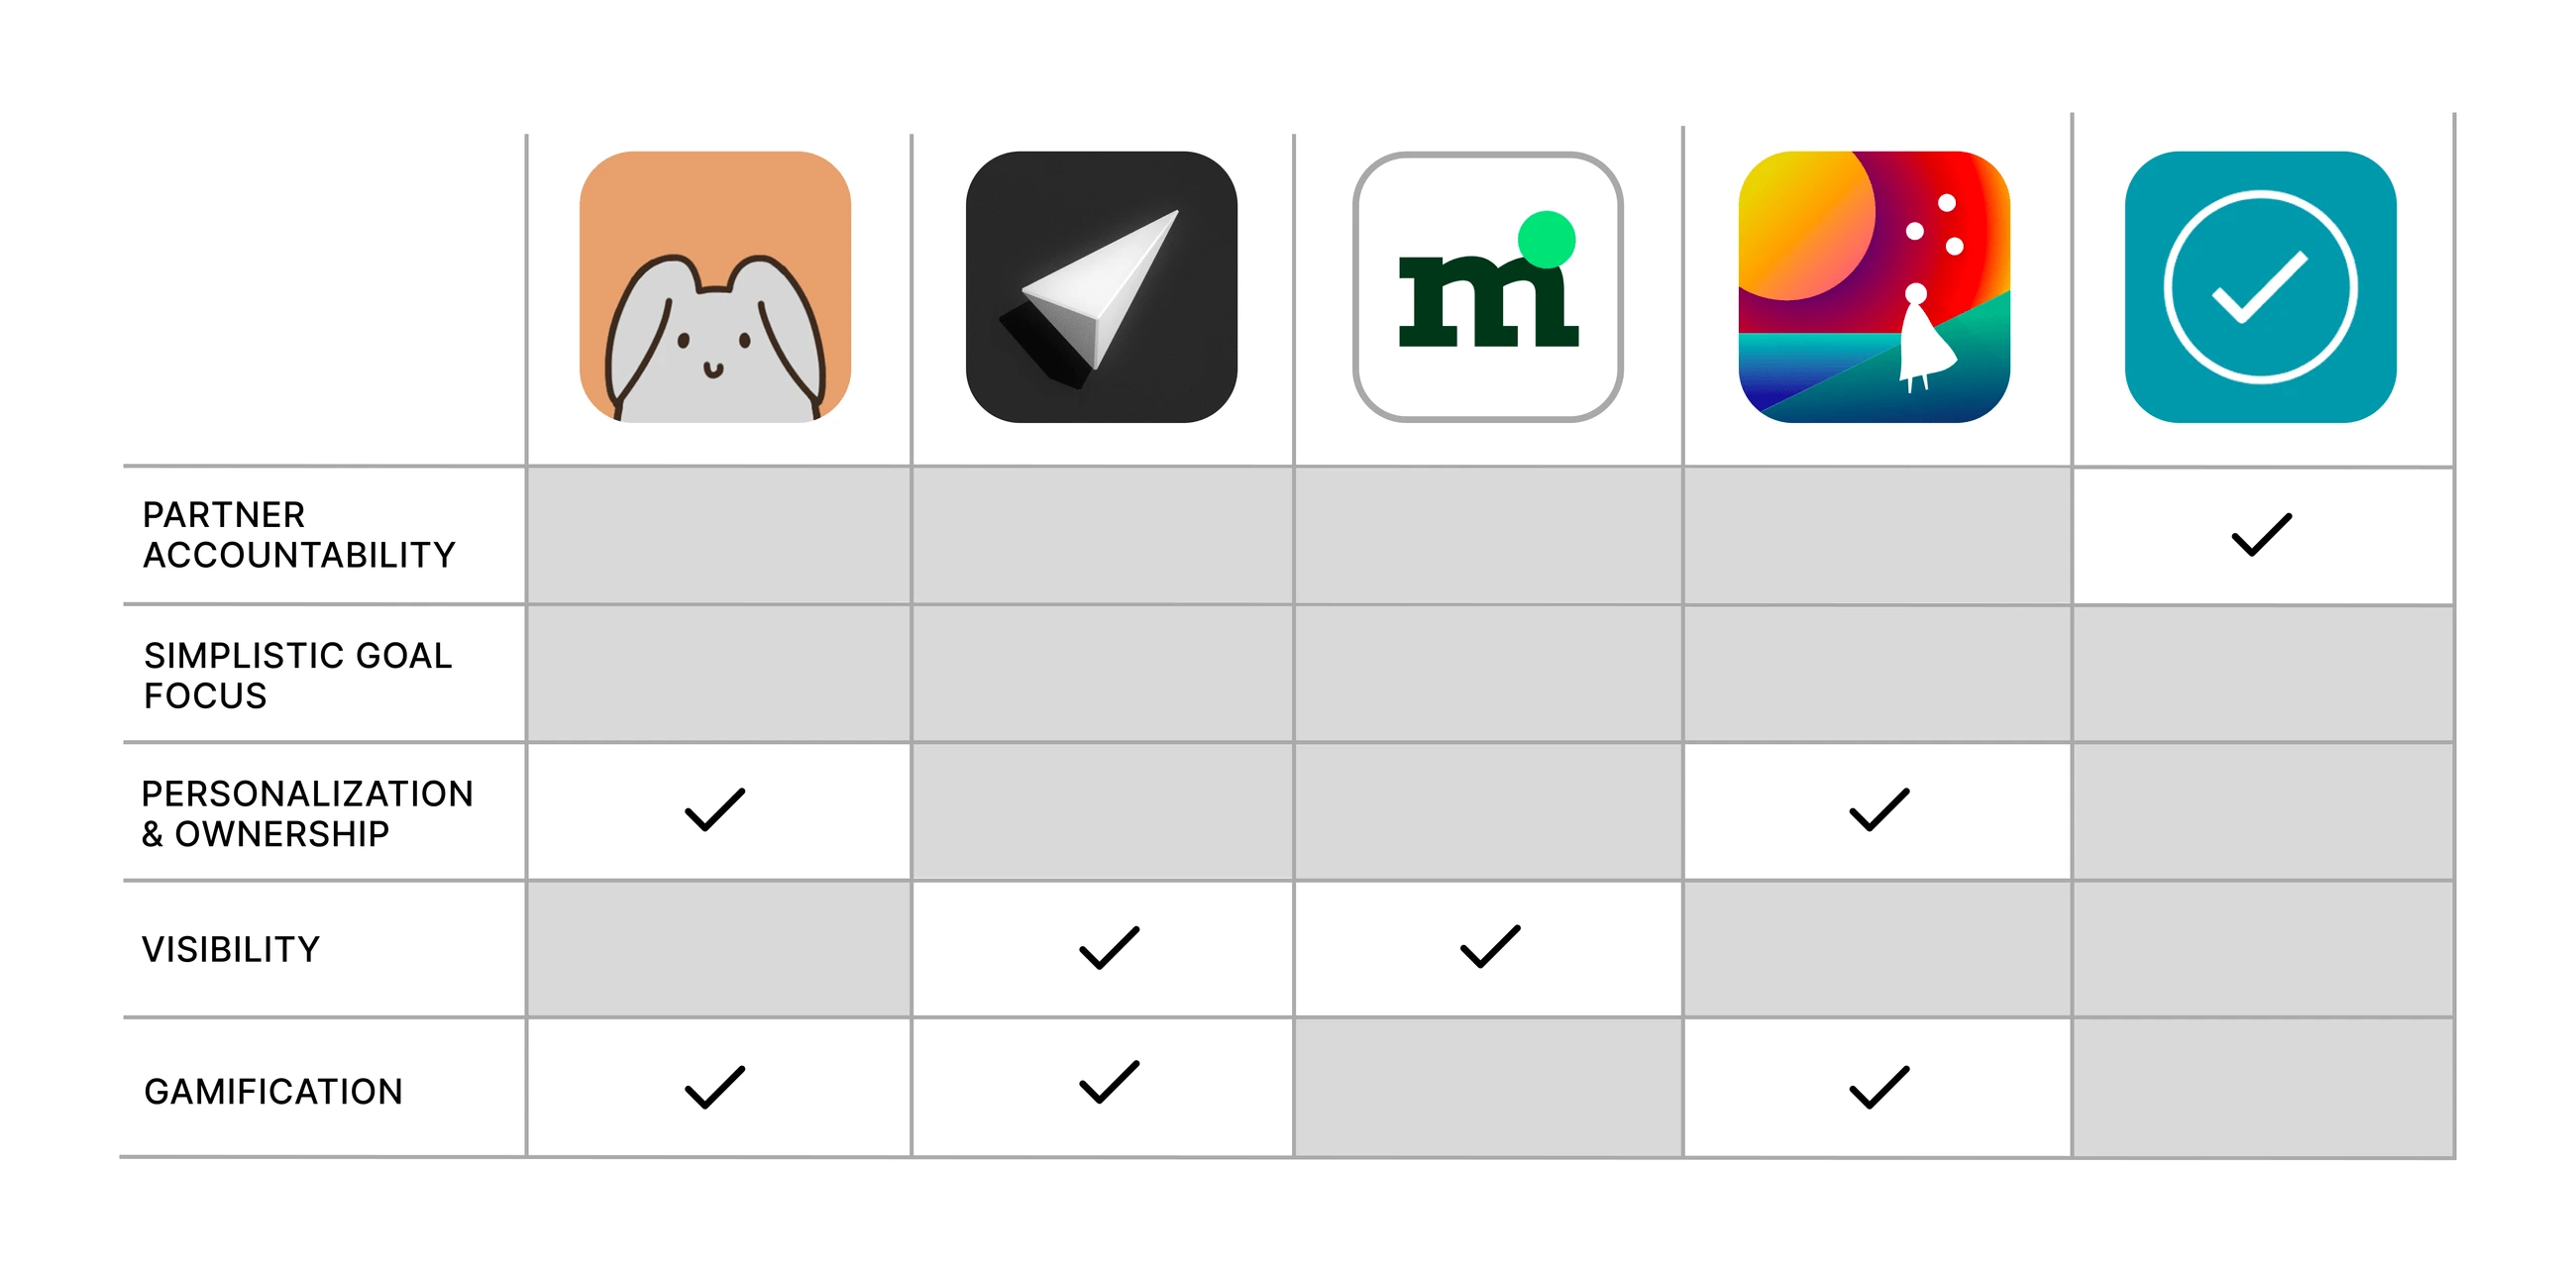 m
PARTNER
ACCOUNTABILITY
SIMPLISTIC GOAL
FOCUS
PERSONALIZATION
& OWNERSHIP
VISIBILITY
GAMIFICATION